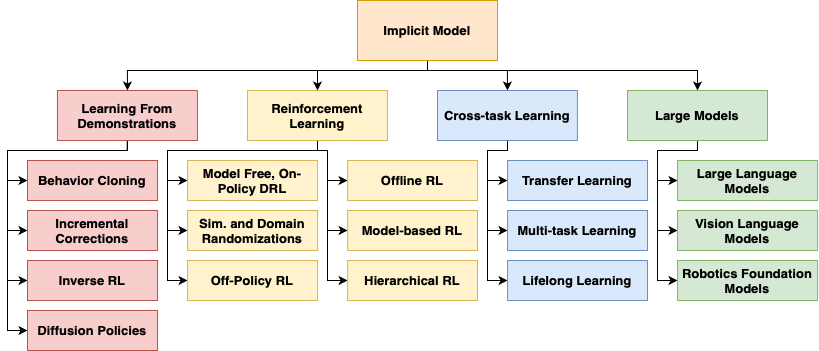 Implicit Model
Learning From
Demonstrations
Reinforcement
Learning
Cross-task Learning
Large Models
Behavior Cloning
Incremental
Corrections
Inverse RL
Diffusion Policies
Model Free, On-
Policy DRL
Sim. and Domain
Randomizations
Off-Policy RL
Offline RL
Model-based RL
Hierarchical RL
Transfer Learning
Multi-task Learning
Lifelong Learning
Large Language
Models
Vision Language
Models
Robotics Foundation
Models